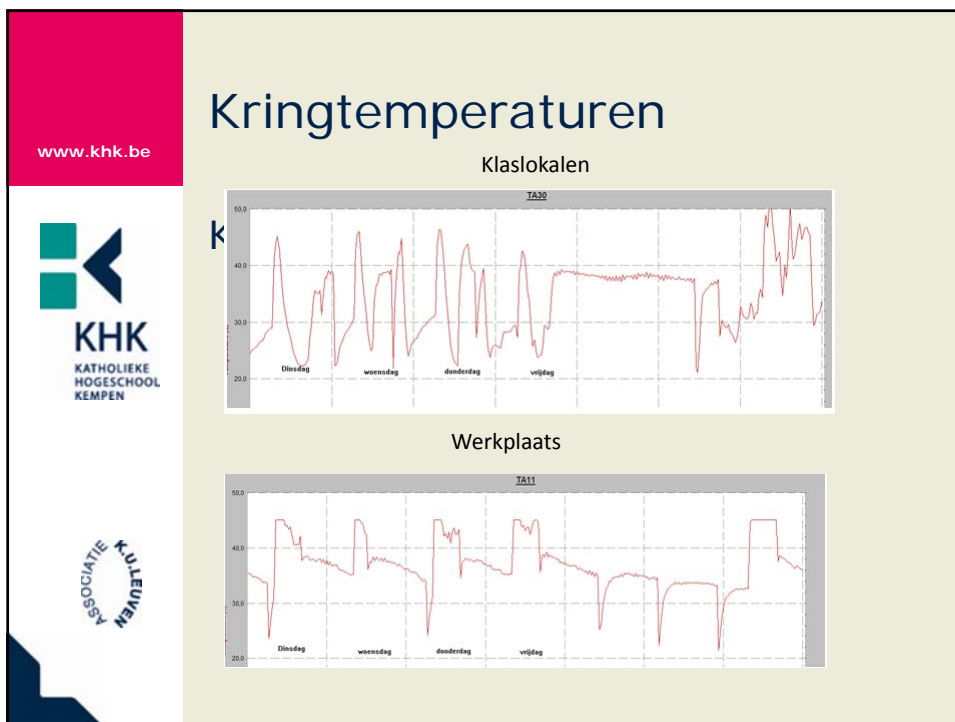 www.khk.be
Kringtemperaturen
Klaslokalen
TA30
50,0
40,0
30,0
20,0
Dinsdag
woensdag
donderdag
vrijdag
K
KHK
KATHOLIEKE
HOGESCHOOL
KEMPEN
Werkplaats
TA11
50,0
40,0
30,0
20,0
Dinsdag
woensdag
donderdag
vrijdag
ASSOCIATIE
K.U.LEUVEN